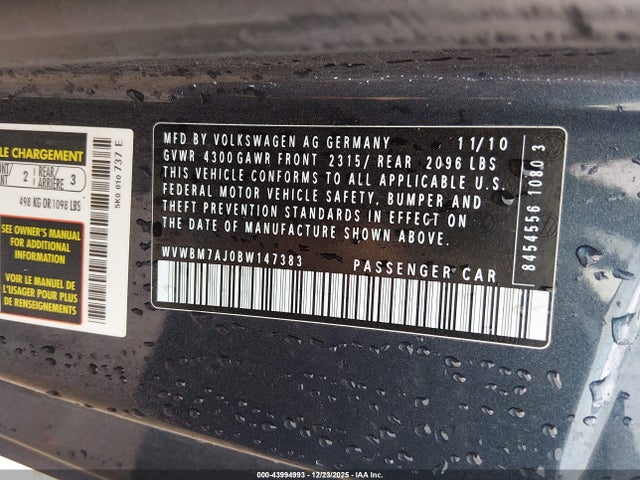 LE CHARGEMENT
2
REAR/
ARRIÈRE
3
498 KG OR 1098 LBS
SEE OWNER'S MANUAL
FOR ADDITIONAL
INFORMATION
VOIR LE MANUEL DE
L'USAGER POUR PLUS
DE RENSEIGNEMENTS
5K0 010 737 E
MFD BY VOLKSWAGEN AG GERMANY 11/10
GVWR 4300 GAWR FRONT 2315/ REAR 2096 LBS
THIS VEHICLE CONFORMS TO ALL APPLICABLE U.S.
FEDERAL MOTOR VEHICLE SAFETY, BUMPER AND
THEFT PREVENTION STANDARDS IN EFFECT ON
THE DATE OF MANUFACTURE SHOWN ABOVE.
WVWBM7AJ0BW147383 PASSENGER CAR
8454556 1080 3
000-43994993 - 12/23/2025 - IAA Inc.